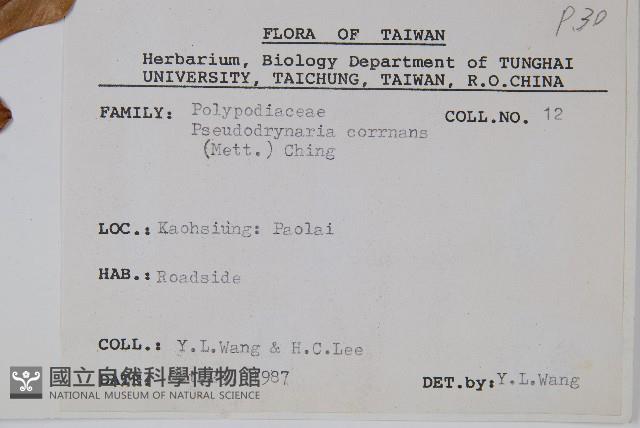 P.30
FLORA OF TAIWAN
Herbarium, Biology Department of TUNGHAI
UNIVERSITY, TAICHUNG, TAIWAN, R.O.CHINA
FAMILY: Polypodiaceae COLL.NO. 12
Pseudodrynaria corrnans
(Mett.) Ching
LOC.: Kaohsiung: Paolai
HAB.: Roadside
COLL.: Y.L.Wang & H.C.Lee
DATE: 987 DET.by: Y.L.Wang
國立自然科學博物館
NATIONAL MUSEUM OF NATURAL SCIENCE